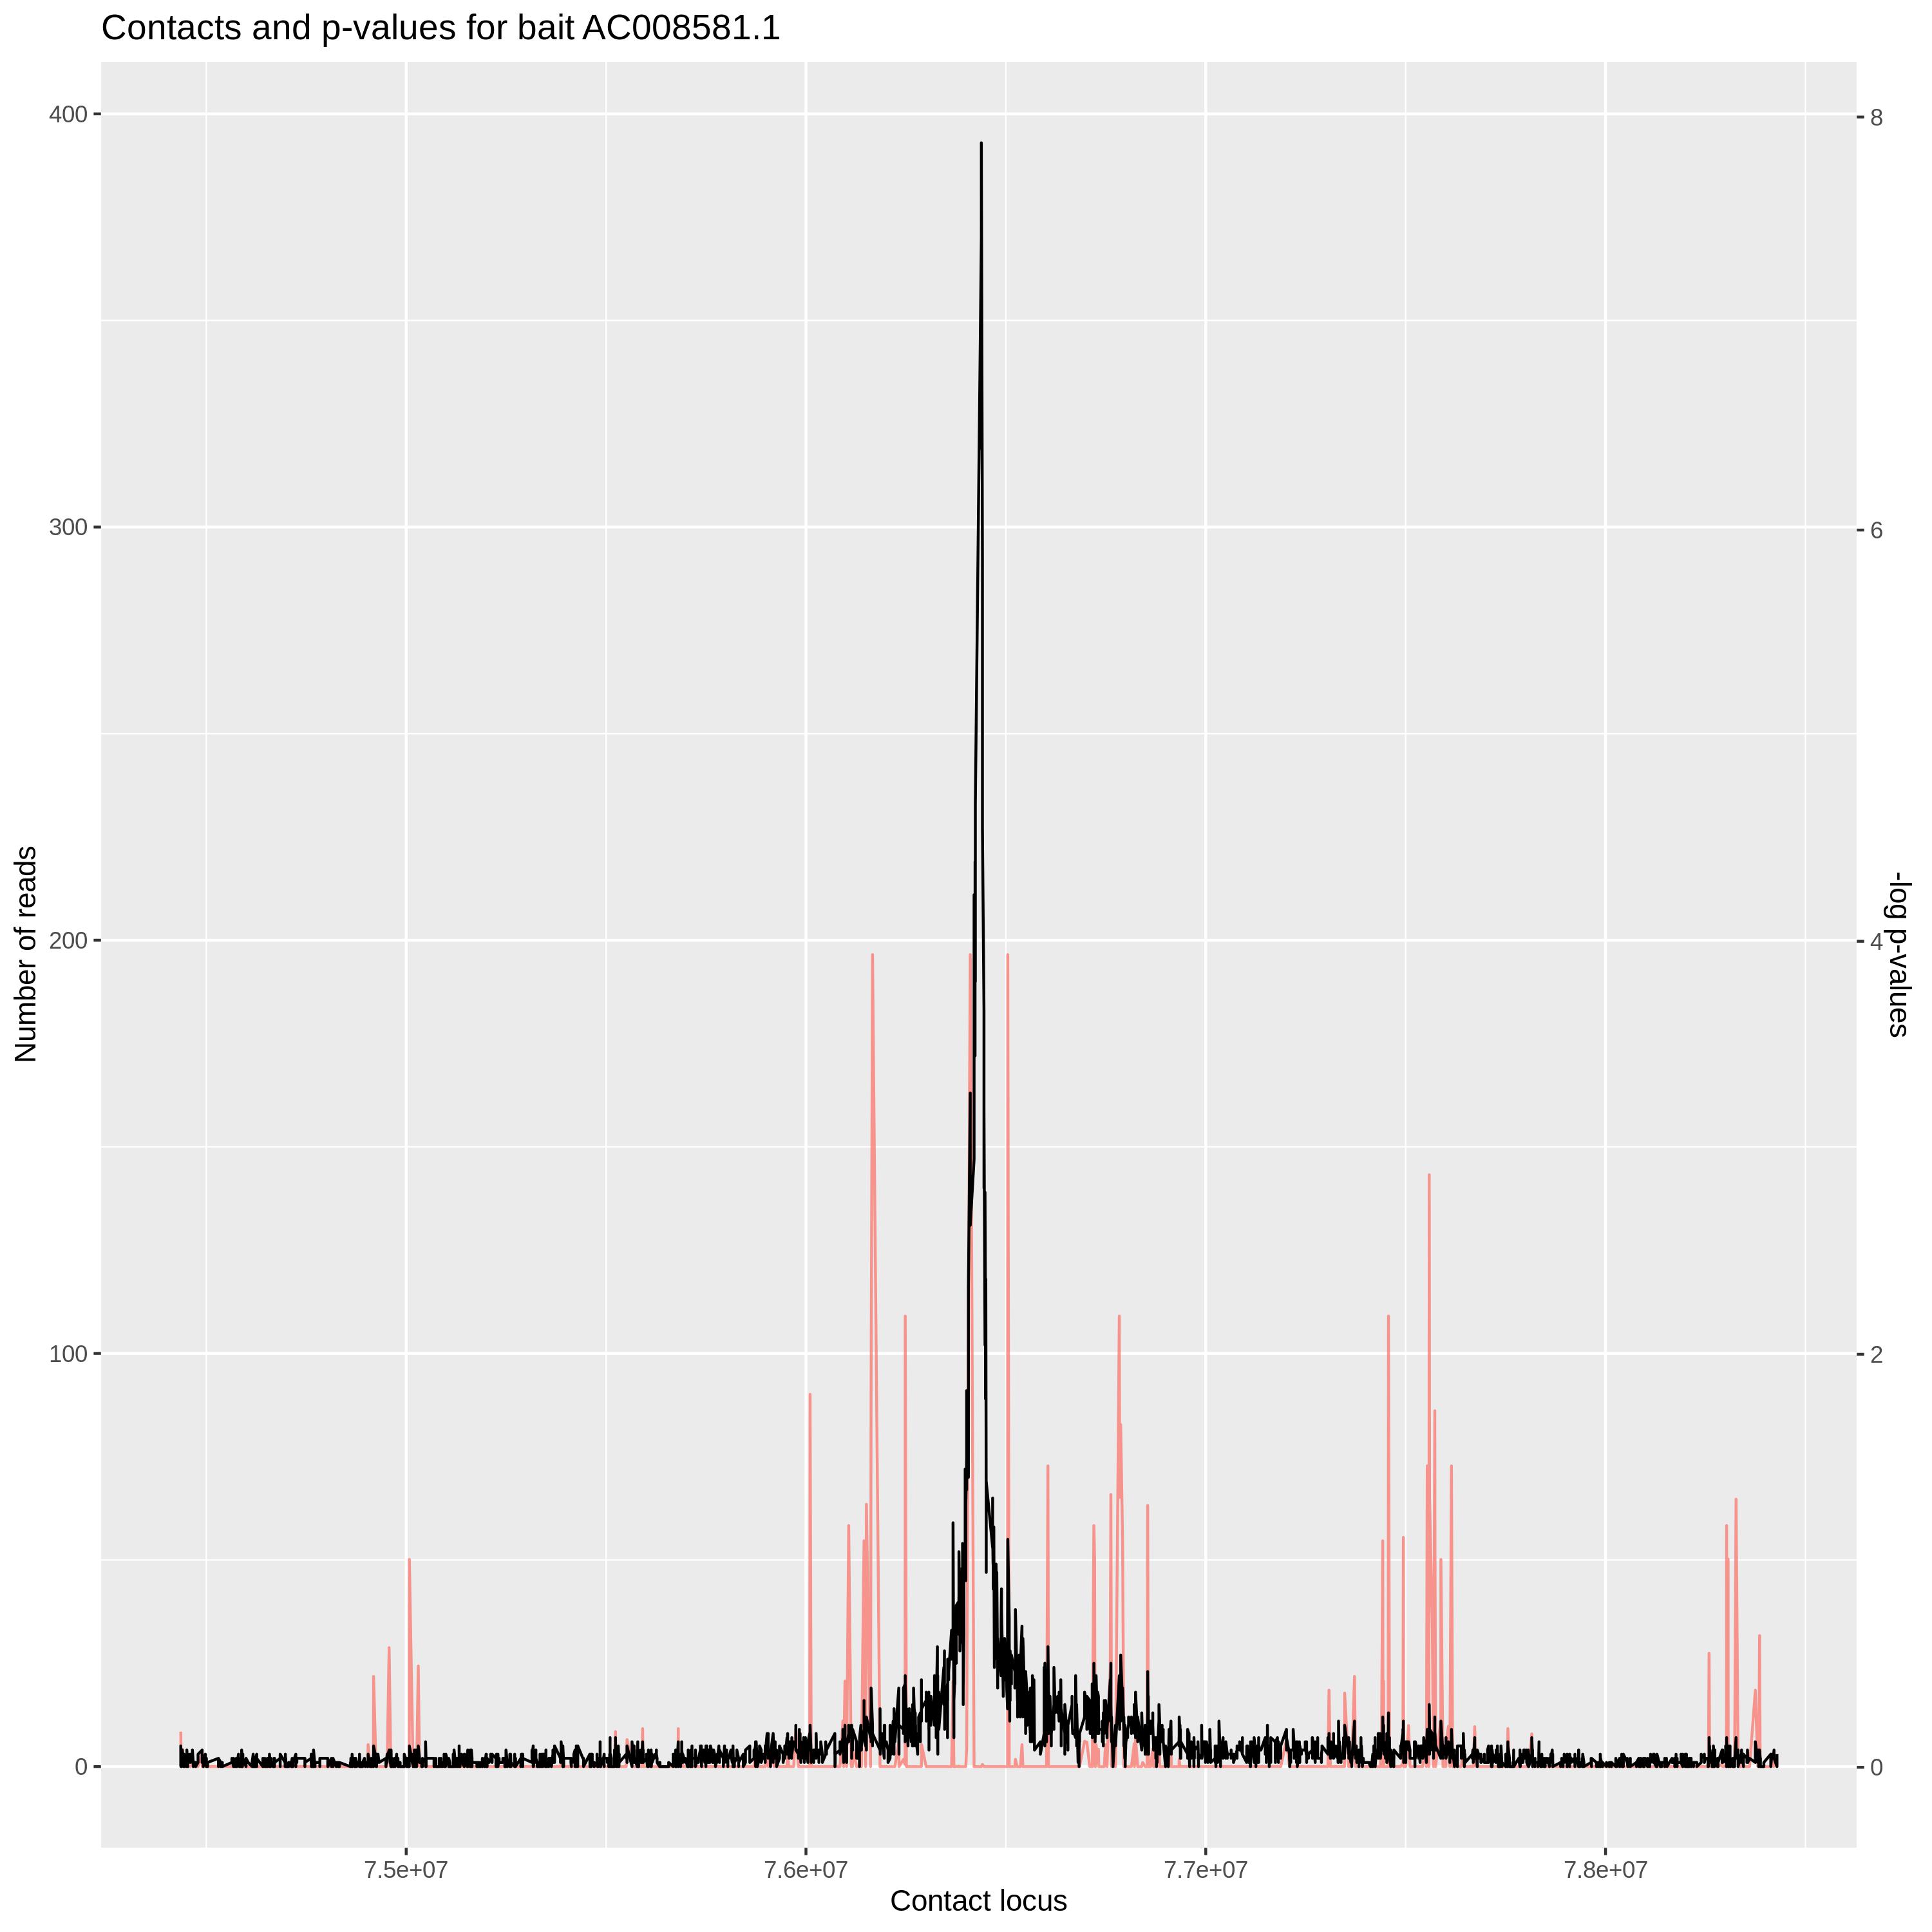 Contacts and p-values for bait AC008581.1
400
300
200
100
0
Number of reads
8
6
4
2
0
-log p-values
7.5e+07
7.6e+07
7.7e+07
7.8e+07
Contact locus